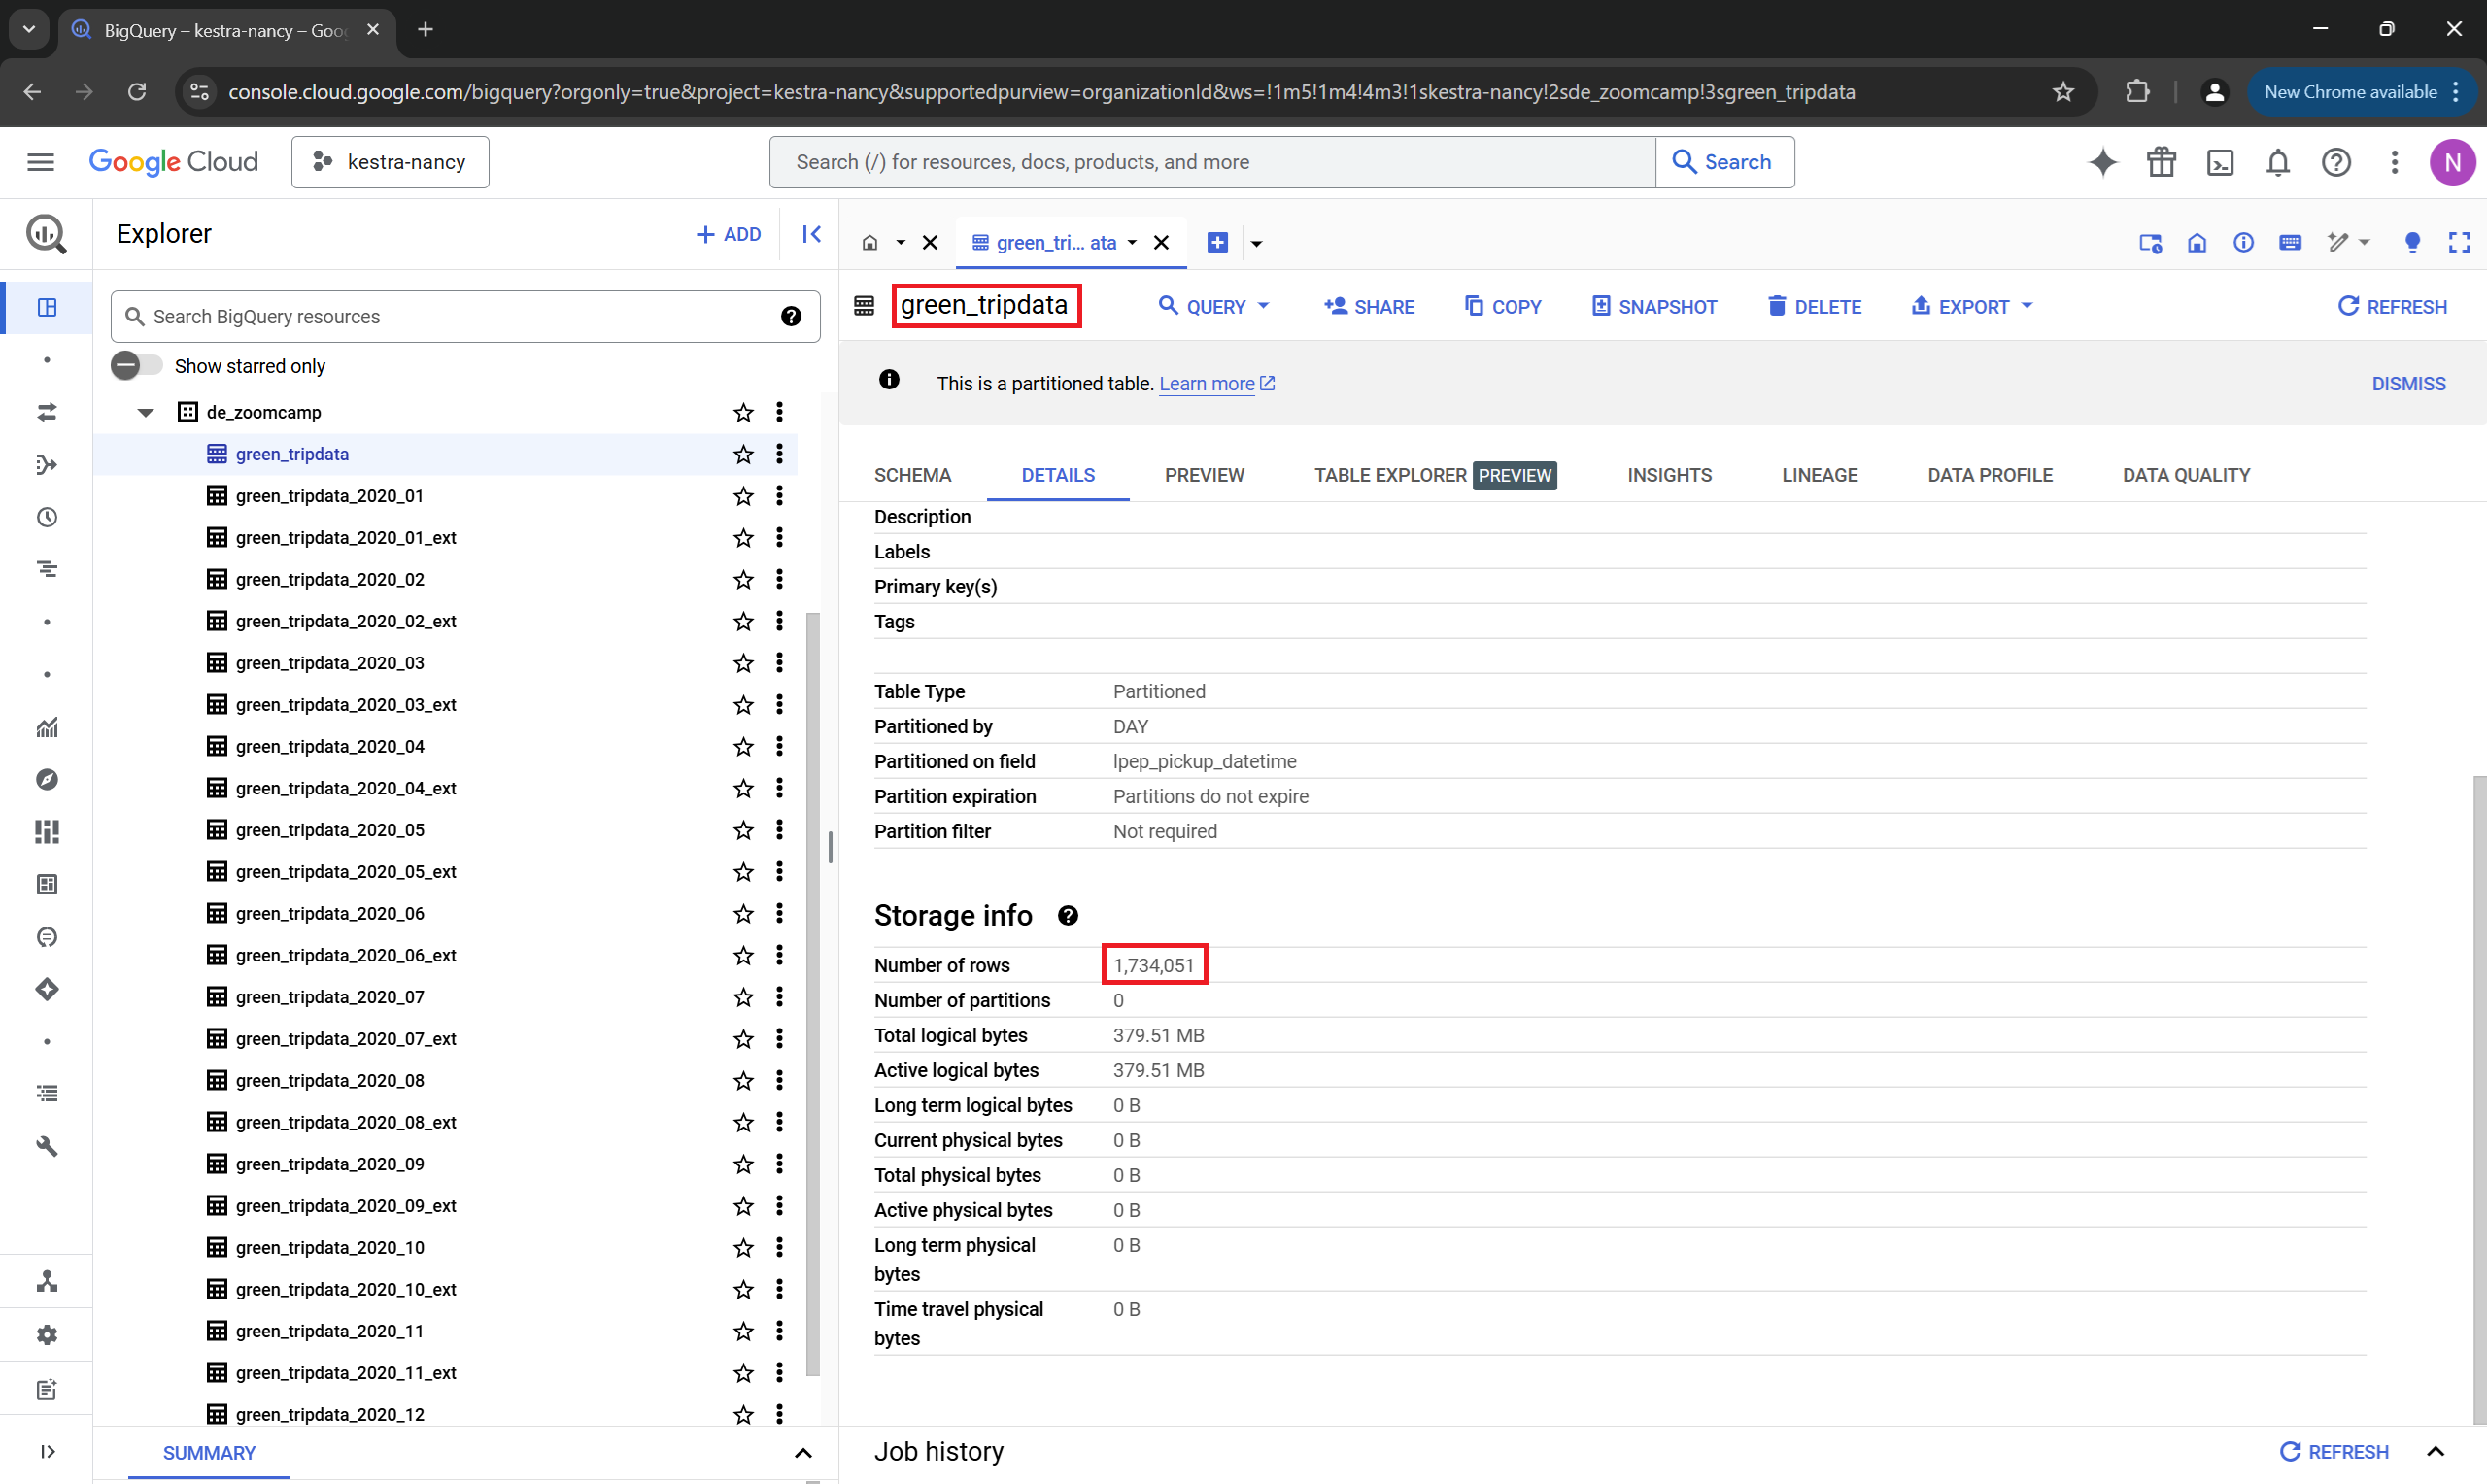 BigQuery – kestra-nancy – Goo
console.cloud.google.com/bigquery?orgonly=true&project=kestra-nancy&supportedpurview=organizationId&ws=!1m5!1m4!4m3!1skestra-nancy!2sde_zoomcamp!3sgreen_tripdata
New Chrome available
Google Cloud
kestra-nancy
Search (/) for resources, docs, products, and more
Search
N
Explorer
+ ADD
green_tri... ata
Search BigQuery resources
Show starred only
de_zoomcamp
green_tripdata
green_tripdata_2020_01
green_tripdata_2020_01_ext
green_tripdata_2020_02
green_tripdata_2020_02_ext
green_tripdata_2020_03
green_tripdata_2020_03_ext
green_tripdata_2020_04
green_tripdata_2020_04_ext
green_tripdata_2020_05
green_tripdata_2020_05_ext
green_tripdata_2020_06
green_tripdata_2020_06_ext
green_tripdata_2020_07
green_tripdata_2020_07_ext
green_tripdata_2020_08
green_tripdata_2020_08_ext
green_tripdata_2020_09
green_tripdata_2020_09_ext
green_tripdata_2020_10
green_tripdata_2020_10_ext
green_tripdata_2020_11
green_tripdata_2020_11_ext
green_tripdata_2020_12
SUMMARY
green_tripdata
QUERY
SHARE
COPY
SNAPSHOT
DELETE
EXPORT
REFRESH
This is a partitioned table. Learn more
DISMISS
SCHEMA
DETAILS
PREVIEW
TABLE EXPLORER PREVIEW
INSIGHTS
LINEAGE
DATA PROFILE
DATA QUALITY
Description
Labels
Primary key(s)
Tags
Table Type Partitioned
Partitioned by DAY
Partitioned on field lpep_pickup_datetime
Partition expiration Partitions do not expire
Partition filter Not required
Storage info
Number of rows 1,734,051
Number of partitions 0
Total logical bytes 379.51 MB
Active logical bytes 379.51 MB
Long term logical bytes 0 B
Current physical bytes 0 B
Total physical bytes 0 B
Active physical bytes 0 B
Long term physical bytes 0 B
Time travel physical bytes 0 B
Job history
REFRESH